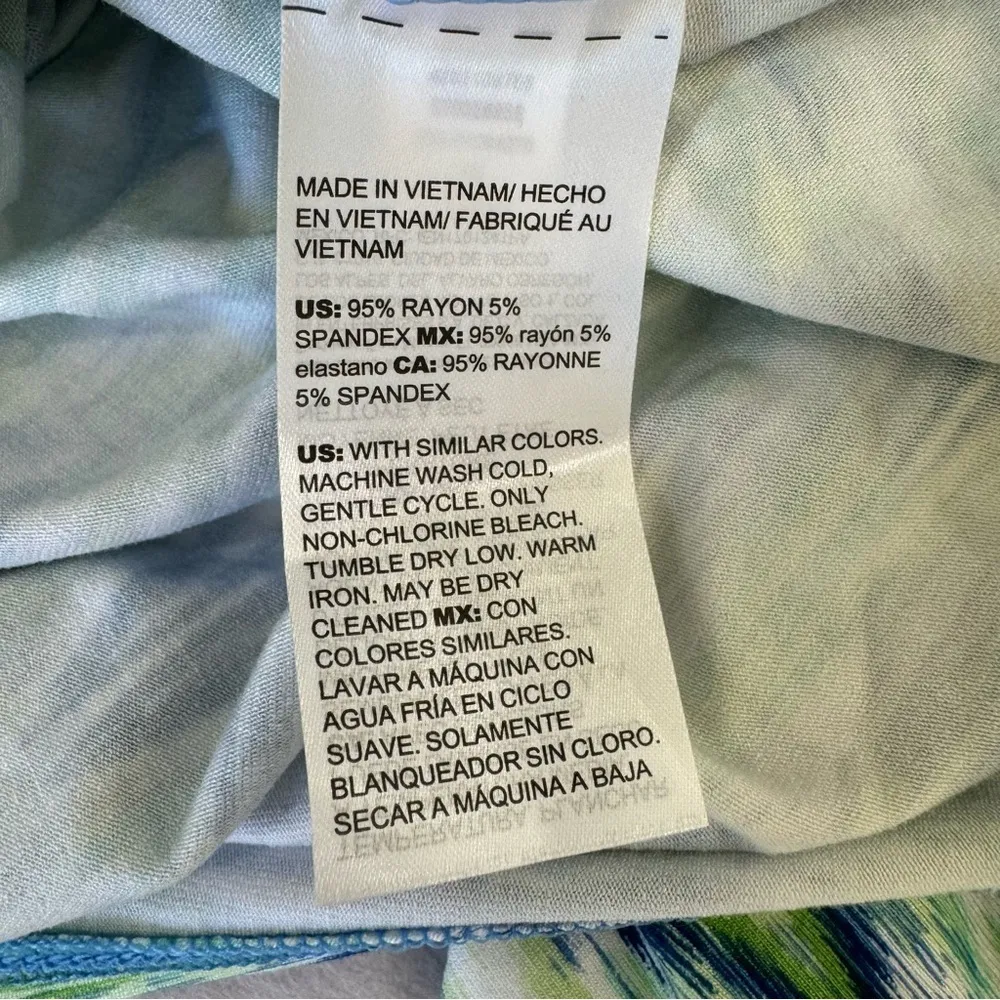 MADE IN VIETNAM/ HECHO
EN VIETNAM/ FABRIQUÉ AU
VIETNAM
US: 95% RAYON 5%
SPANDEX MX: 95% rayón 5%
elastano CA: 95% RAYONNE
5% SPANDEX
US: WITH SIMILAR COLORS.
MACHINE WASH COLD,
GENTLE CYCLE. ONLY
NON-CHLORINE BLEACH.
TUMBLE DRY LOW. WARM
IRON. MAY BE DRY
CLEANED MX: CON
COLORES SIMILARES.
LAVAR A MÁQUINA CON
AGUA FRÍA EN CICLO
SUAVE. SOLAMENTE
BLANQUEADOR SIN CLORO.
SECAR A MÁQUINA A BAJA
TEMPERATURA PLANCHAR